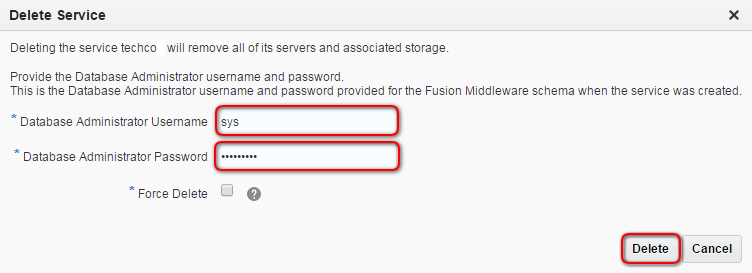 Delete Service
Deleting the service techco will remove all of its servers and associated storage.
Provide the Database Administrator username and password.
This is the Database Administrator username and password provided for the Fusion Middleware schema when the service was created.
* Database Administrator Username sys
* Database Administrator Password •••••••••
* Force Delete ?
Delete Cancel